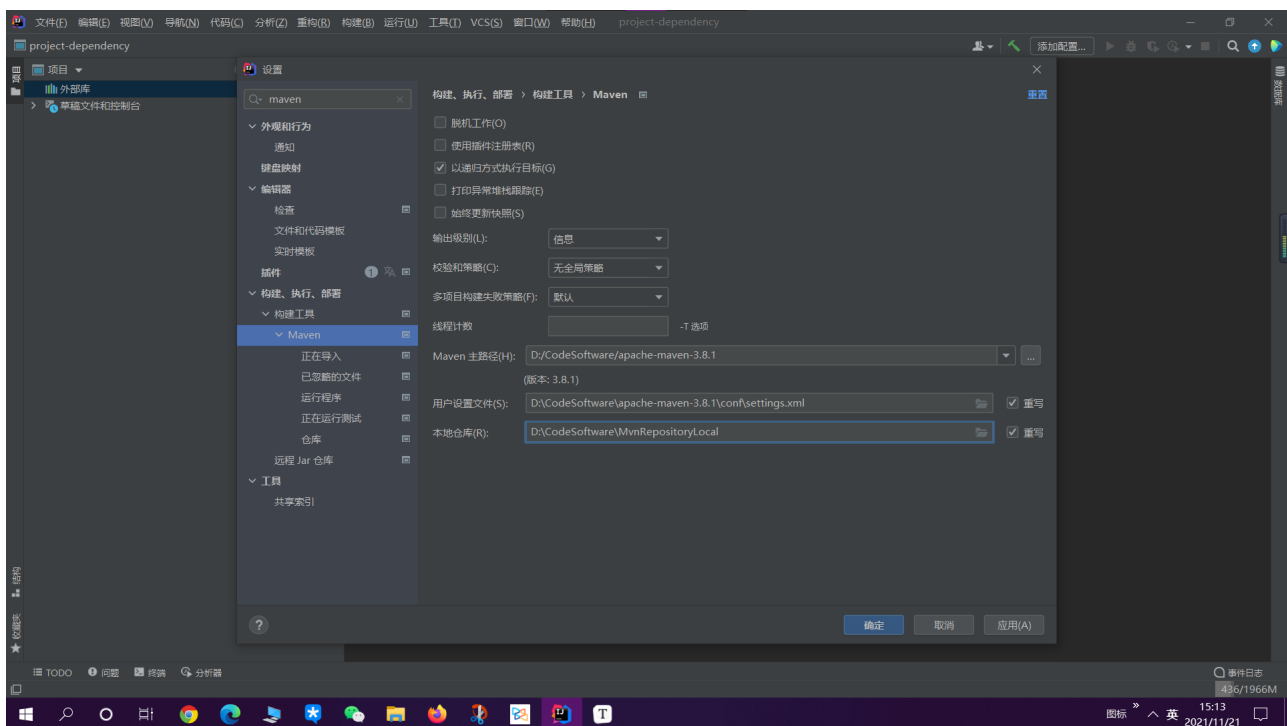 文件(F) 编辑(E) 视图(V) 导航(N) 代码(C) 分析(Z) 重构(R) 构建(B) 运行(U) 工具(T) VCS(S) 窗口(W) 帮助(H) project-dependency
project-dependency
添加配置...
项目
项目
外部库
草稿文件和控制台
数据库
设置
maven
外观和行为
通知
键盘映射
编辑器
检查
文件和代码模板
实时模板
插件 1
构建、执行、部署
构建工具
Maven
正在导入
已忽略的文件
运行程序
正在运行测试
仓库
远程 Jar 仓库
工具
共享索引
构建、执行、部署 › 构建工具 › Maven 重置
脱机工作(O)
使用插件注册表(R)
以递归方式执行目标(G)
打印异常堆栈跟踪(E)
始终更新快照(S)
输出级别(L): 信息
校验和策略(C): 无全局策略
多项目构建失败策略(F): 默认
线程计数 -T 选项
Maven 主路径(H): D:/CodeSoftware/apache-maven-3.8.1 ...
(版本: 3.8.1)
用户设置文件(S): D:\CodeSoftware\apache-maven-3.8.1\conf\settings.xml 重写
本地仓库(R): D:\CodeSoftware\MvnRepositoryLocal 重写
? 确定 取消 应用(A)
结构
收藏夹
TODO 问题 终端 分析器 事件日志
436/1966M
T 图标 » 英 15:13
2021/11/21